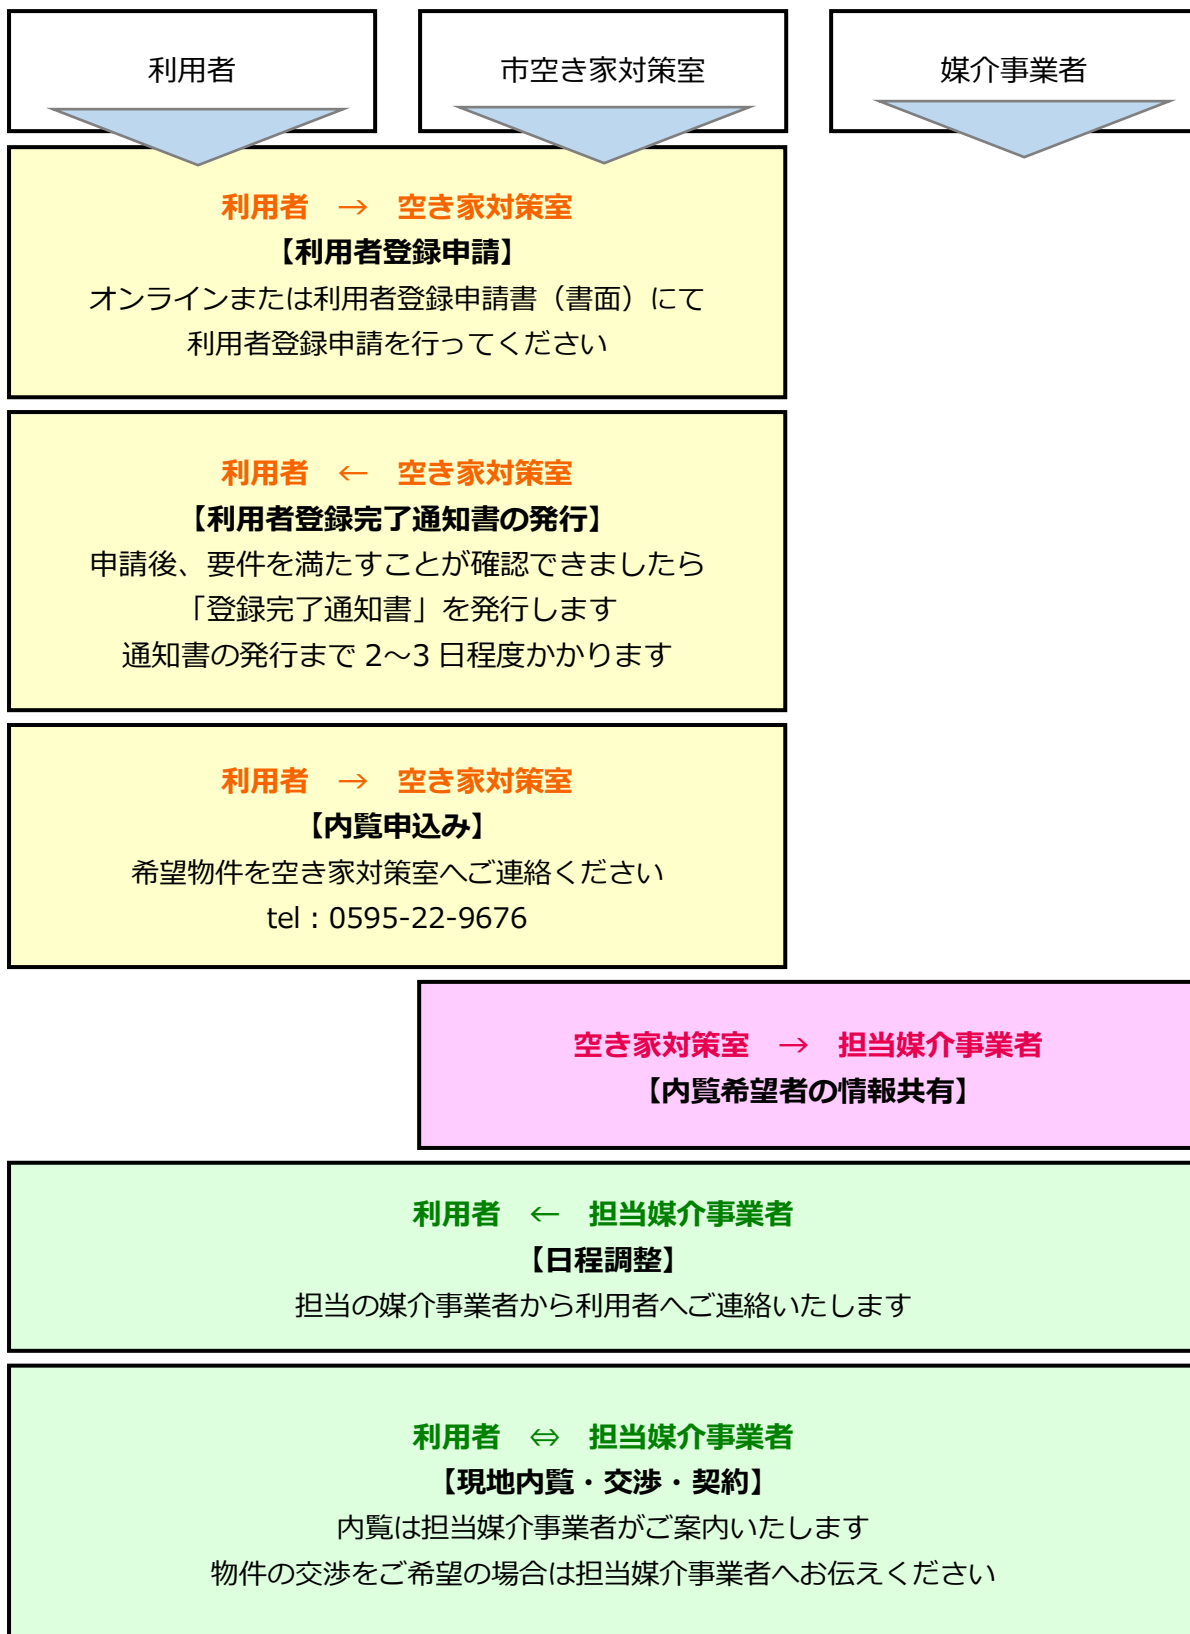 利用者
市空き家対策室
媒介事業者
利用者　→　空き家対策室
【利用者登録申請】
オンラインまたは利用者登録申請書（書面）にて
利用者登録申請を行ってください
利用者　←　空き家対策室
【利用者登録完了通知書の発行】
申請後、要件を満たすことが確認できましたら
「登録完了通知書」を発行します
通知書の発行まで 2～3 日程度かかります
利用者　→　空き家対策室
【内覧申込み】
希望物件を空き家対策室へご連絡ください
tel：0595-22-9676
空き家対策室　→　担当媒介事業者
【内覧希望者の情報共有】
利用者　←　担当媒介事業者
【日程調整】
担当の媒介事業者から利用者へご連絡いたします
利用者　⇔　担当媒介事業者
【現地内覧・交渉・契約】
内覧は担当媒介事業者がご案内いたします
物件の交渉をご希望の場合は担当媒介事業者へお伝えください